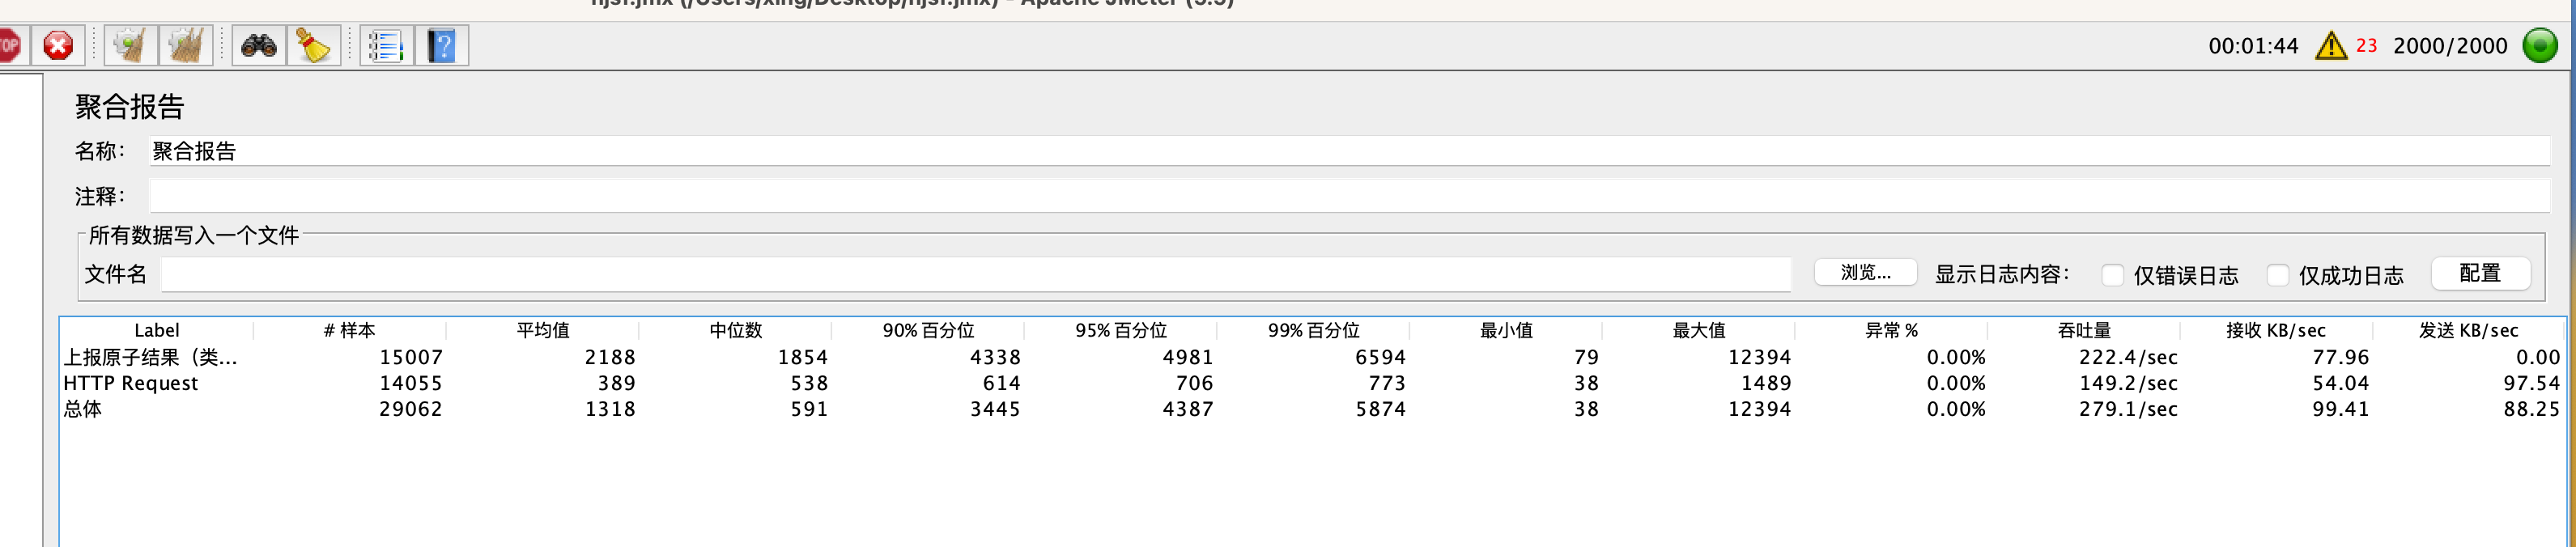 njsf.jmx (/Users/xing/Desktop/njsf.jmx) - Apache JMeter (5.5)
TOP 00:01:44 23 2000/2000
聚合报告
名称： 聚合报告
注释：
所有数据写入一个文件
文件名 浏览... 显示日志内容： 仅错误日志 仅成功日志 配置
Label # 样本 平均值 中位数 90% 百分位 95% 百分位 99% 百分位 最小值 最大值 异常 % 吞吐量 接收 KB/sec 发送 KB/sec
上报原子结果（类... 15007 2188 1854 4338 4981 6594 79 12394 0.00% 222.4/sec 77.96 0.00
HTTP Request 14055 389 538 614 706 773 38 1489 0.00% 149.2/sec 54.04 97.54
总体 29062 1318 591 3445 4387 5874 38 12394 0.00% 279.1/sec 99.41 88.25